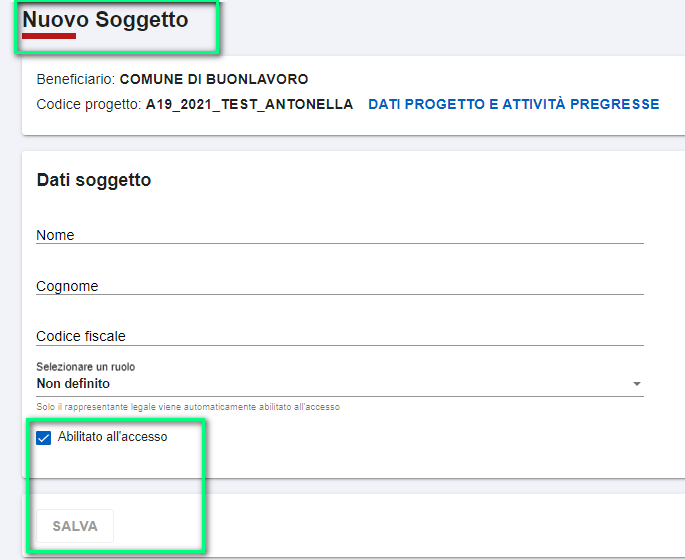 Nuovo Soggetto
Beneficiario: COMUNE DI BUONLAVORO
Codice progetto: A19_2021_TEST_ANTONELLA DATI PROGETTO E ATTIVITÀ PREGRESSE
Dati soggetto
Nome
Cognome
Codice fiscale
Selezionare un ruolo
Non definito
Solo il rappresentante legale viene automaticamente abilitato all'accesso
Abilitato all'accesso
SALVA